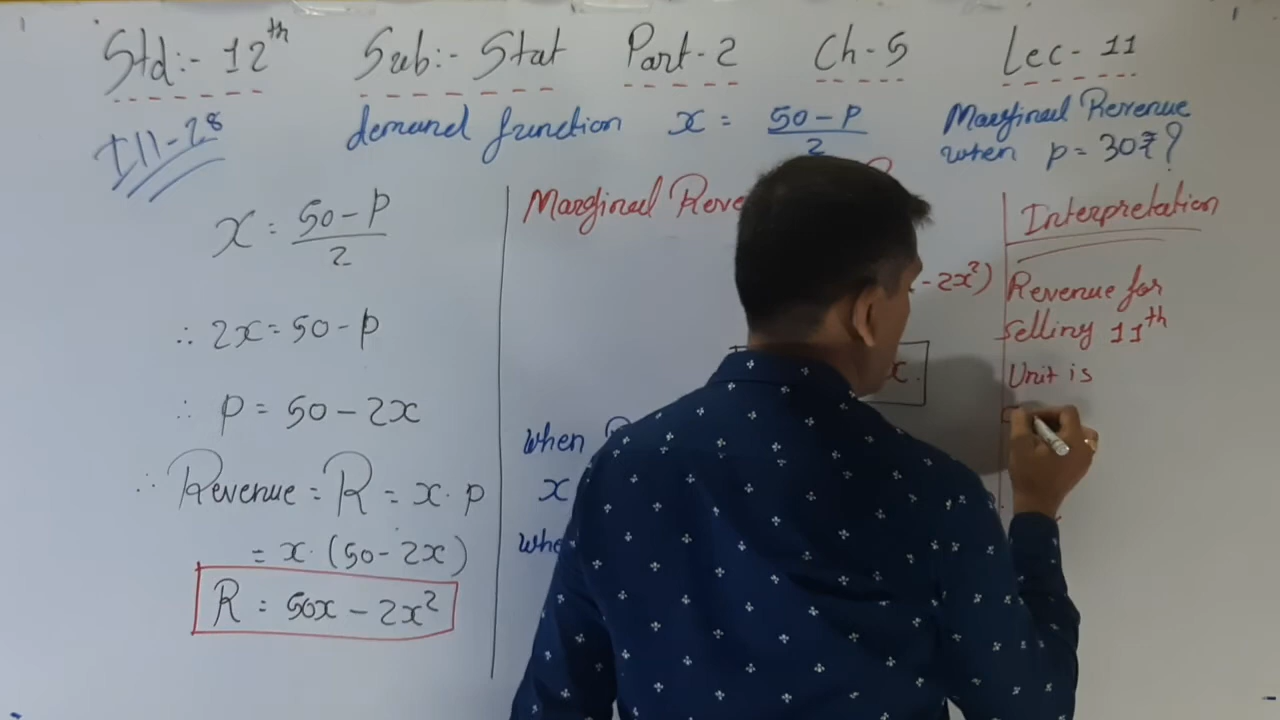 Std:- 12th Sub:- Stat Part-2 Ch-5 Lec-11
Ill-28 demand function x = 50-P/2 Marginal Revenue
when p = 30₹?
x = 50-P/2
∴ 2x = 50-P
∴ P = 50-2x
∴ Revenue = R = x·p
= x·(50-2x)
R = 50x-2x²
Marginal Reve
-2x²)
x.
when
x
whe
Interpretation
Revenue for
selling 11th
Unit is